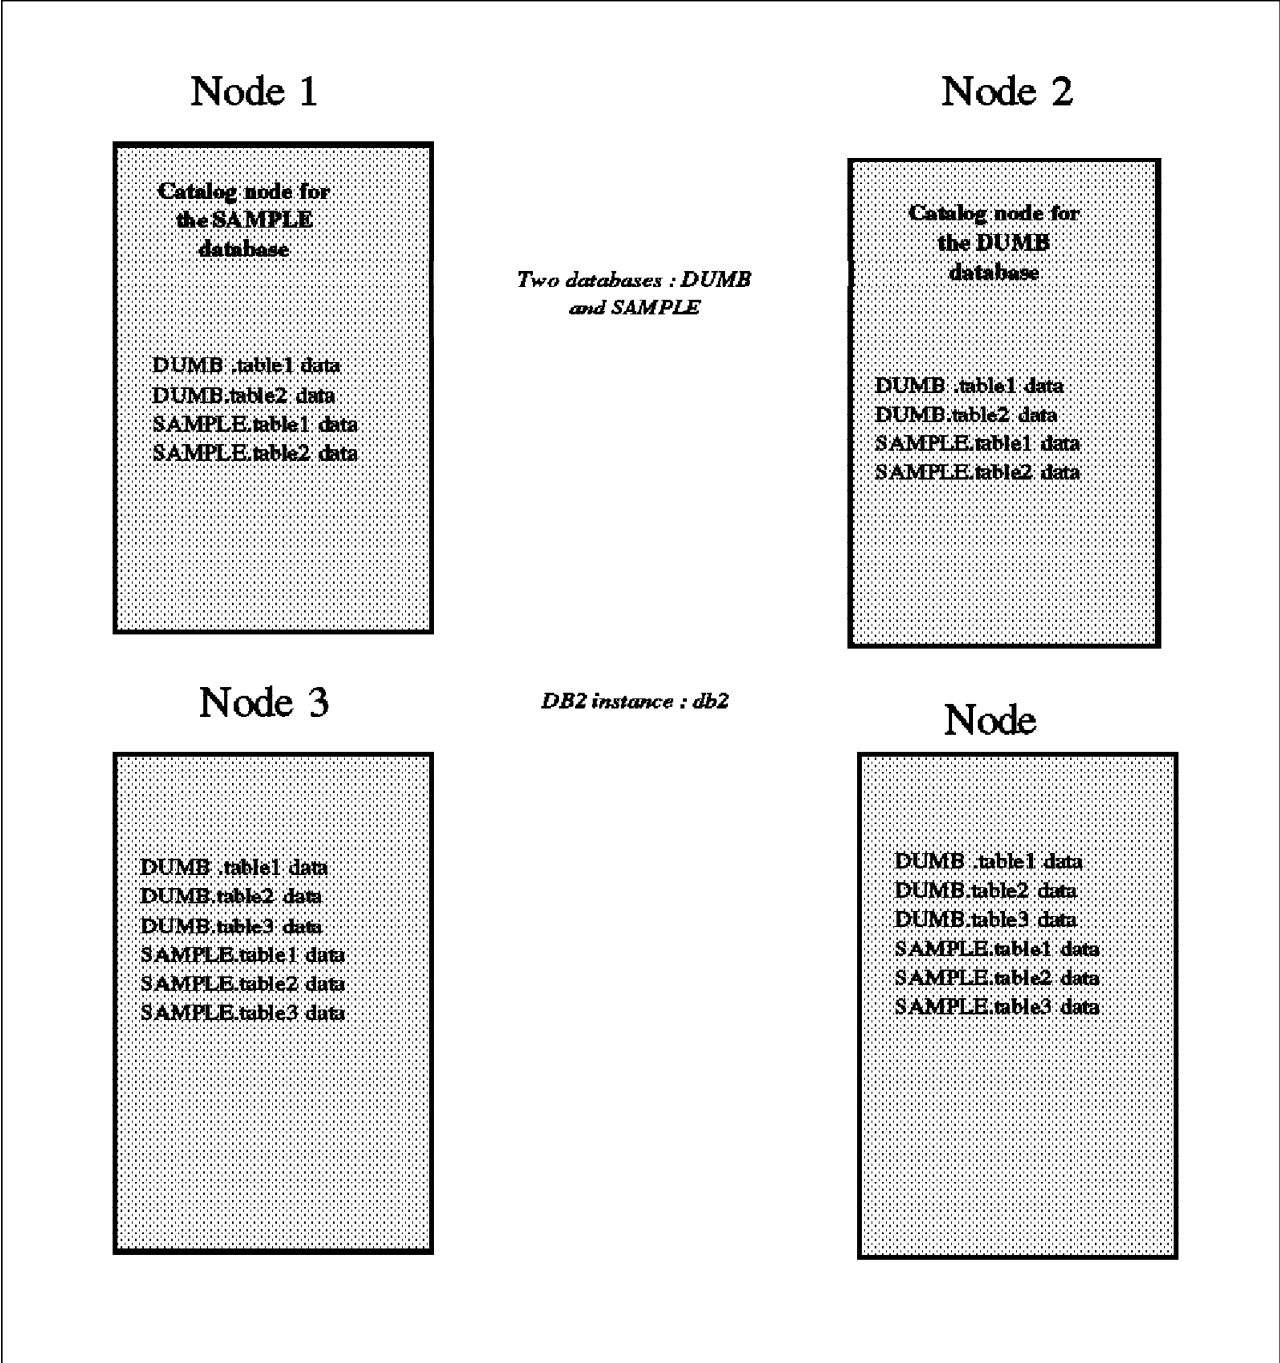 Node 1
Catalog node for
the SAMPLE
database
DUMB .table1 data
DUMB.table2 data
SAMPLE.table1 data
SAMPLE.table2 data
Two databases : DUMB
and SAMPLE
Node 2
Catalog node for
the DUMB
database
DUMB .table1 data
DUMB.table2 data
SAMPLE.table1 data
SAMPLE.table2 data
Node 3
DUMB .table1 data
DUMB.table2 data
DUMB.table3 data
SAMPLE.table1 data
SAMPLE.table2 data
SAMPLE.table3 data
DB2 instance : db2
Node
DUMB .table1 data
DUMB.table2 data
DUMB.table3 data
SAMPLE.table1 data
SAMPLE.table2 data
SAMPLE.table3 data